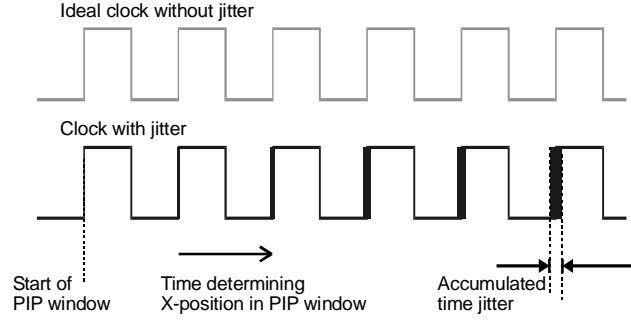 Ideal clock without jitter
Clock with jitter
Start of
PIP window
Time determining
X-position in PIP window
Accumulated
time jitter